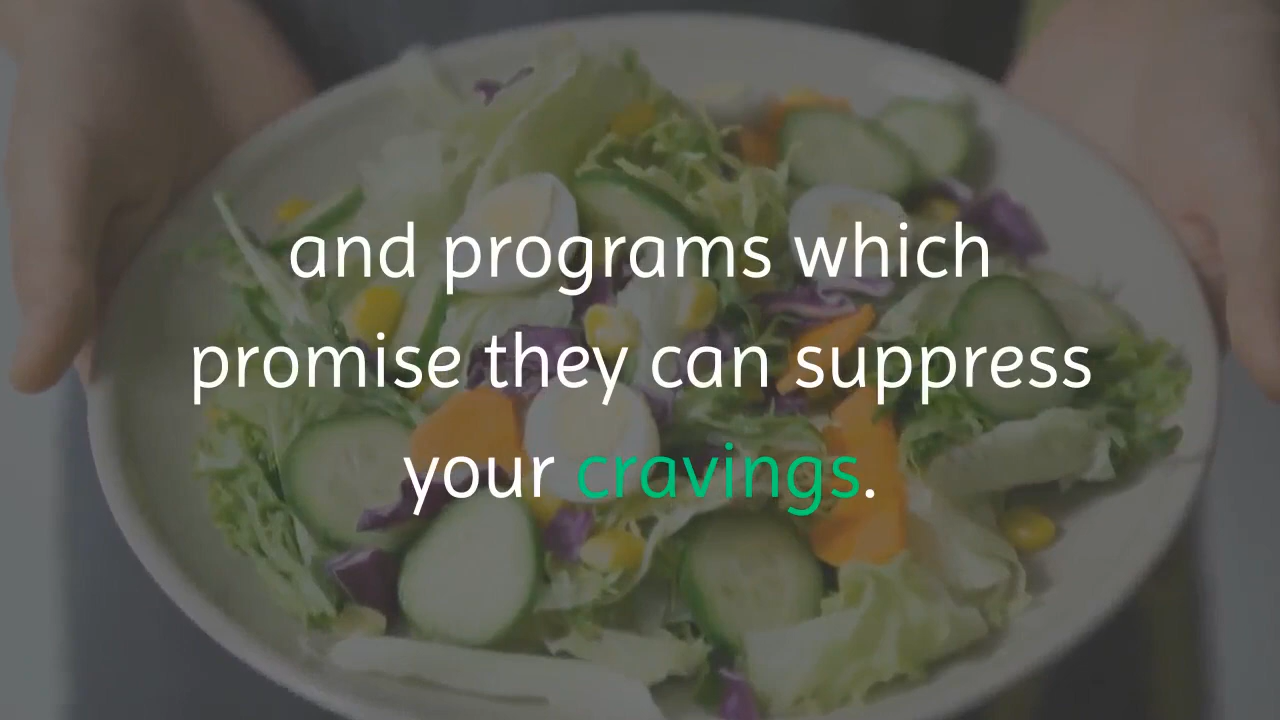 and programs which
promise they can suppress
your cravings.